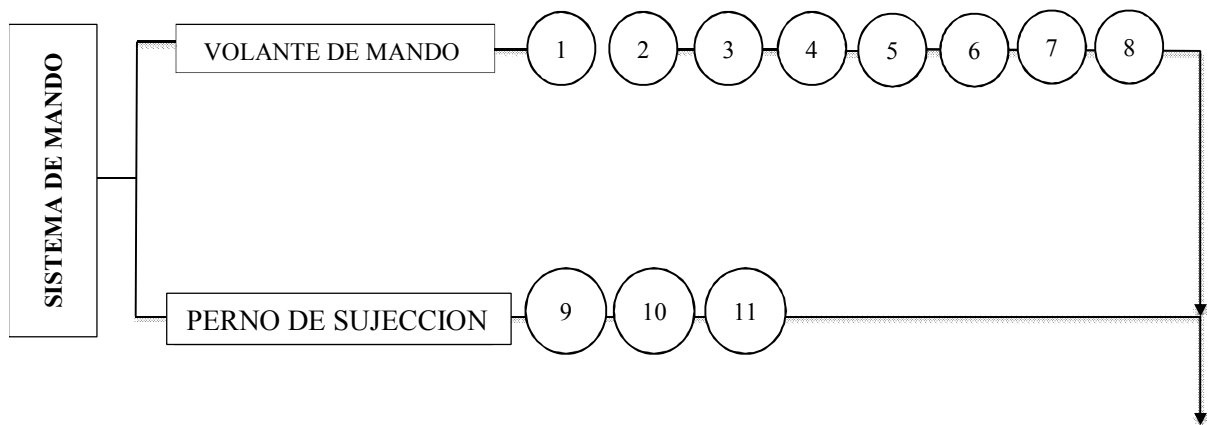 SISTEMA DE MANDO
VOLANTE DE MANDO 1 2 3 4 5 6 7 8
PERNO DE SUJECCION 9 10 11